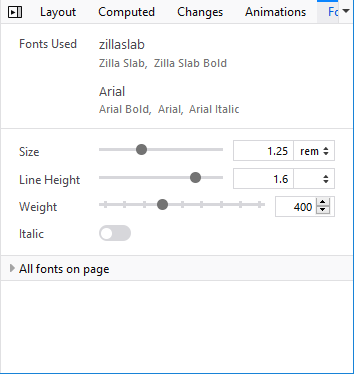 Layout Computed Changes Animations Fo
Fonts Used zillaslab
Zilla Slab, Zilla Slab Bold
Arial
Arial Bold, Arial, Arial Italic
Size 1.25 rem
Line Height 1.6
Weight 400
Italic
All fonts on page